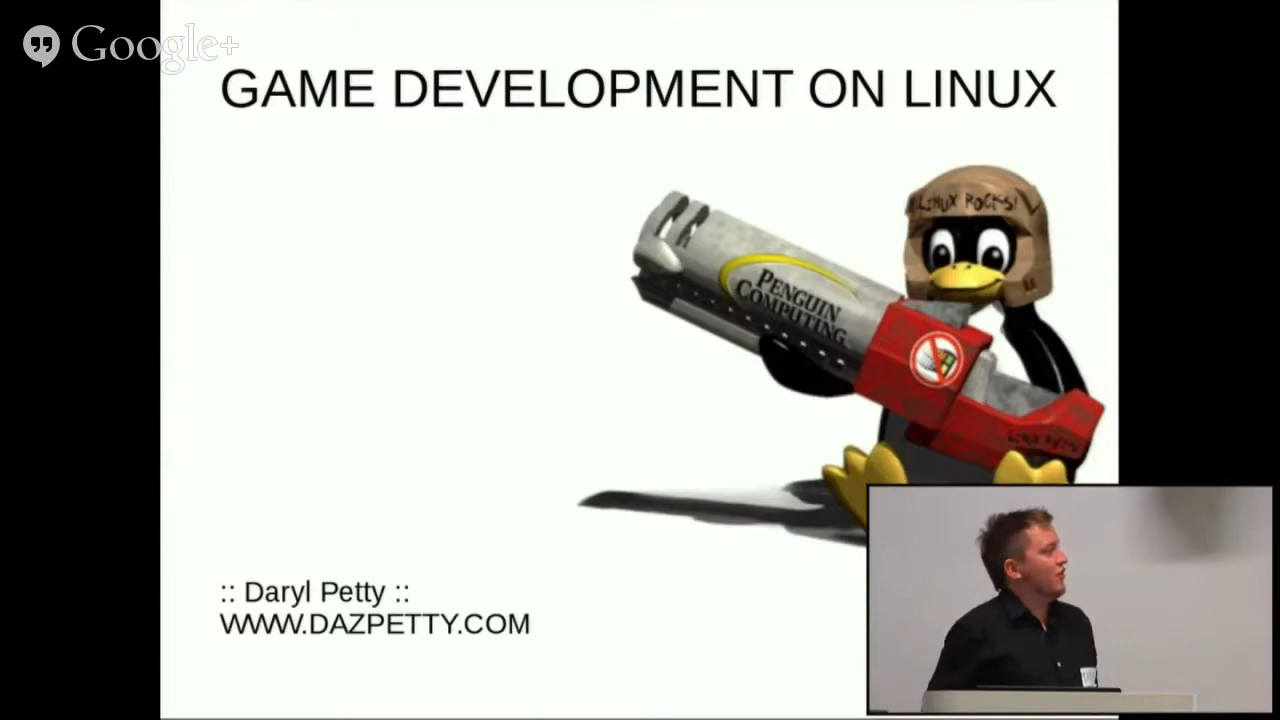 Google+
GAME DEVELOPMENT ON LINUX
LINUX ROCKS!
PENGUIN
COMPUTING
:: Daryl Petty ::
WWW.DAZPETTY.COM